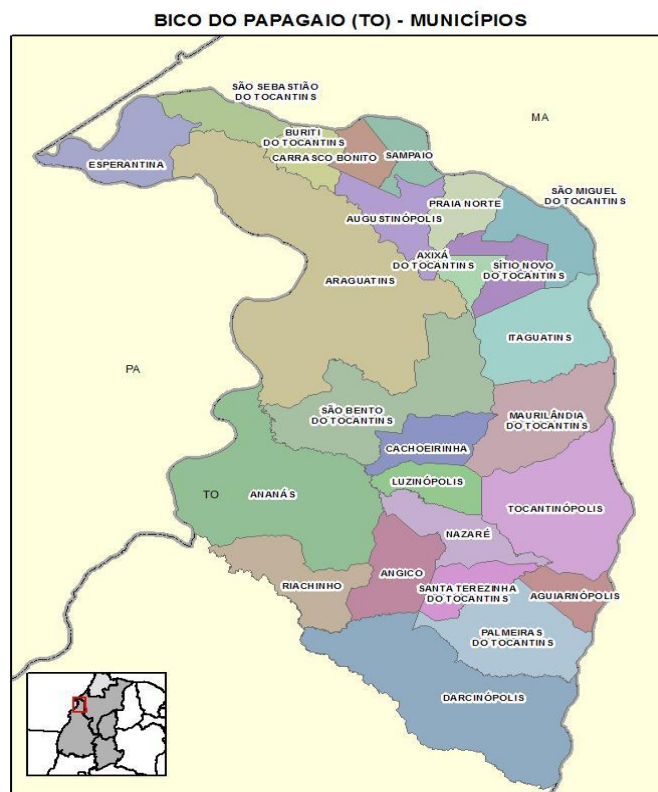 BICO DO PAPAGAIO (TO) - MUNICÍPIOS
SÃO SEBASTIÃO
DO TOCANTINS
MA
BURITI
DO TOCANTINS
CARRASCO BONITO
SAMPAIO
ESPERANTINA
SÃO MIGUEL
DO TOCANTINS
PRAIA NORTE
AUGUSTINÓPOLIS
AXIXÁ
DO TOCANTINS
SÍTIO NOVO
DO TOCANTINS
ARAGUATINS
ITAGUATINS
PA
SÃO BENTO
DO TOCANTINS
MAURILÂNDIA
DO TOCANTINS
CACHOEIRINHA
LUZINÓPOLIS
TO
ANANÁS
TOCANTINÓPOLIS
NAZARÉ
ANGICO
RIACHINHO
SANTA TEREZINHA
DO TOCANTINS
AGUIARNÓPOLIS
PALMEIRAS
DO TOCANTINS
DARCINÓPOLIS